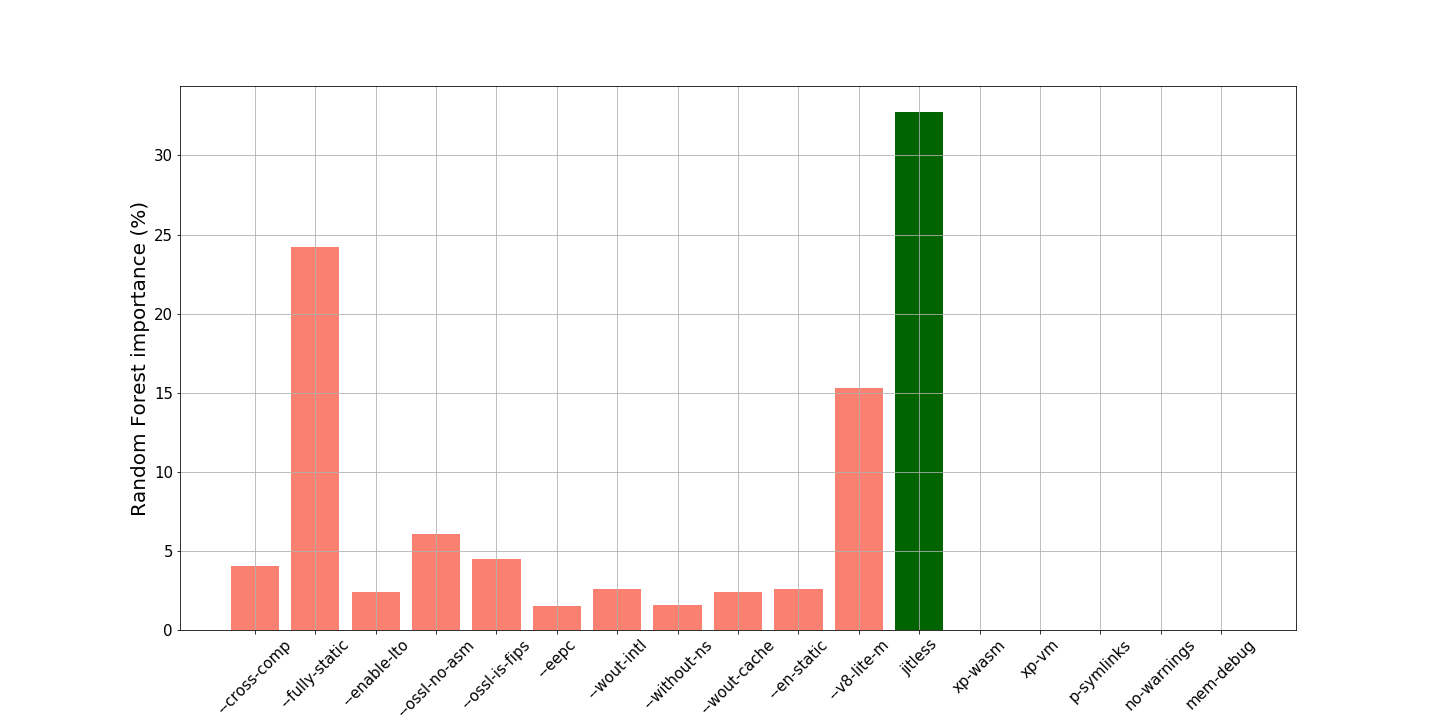 Random Forest importance (%)
30
25
20
15
10
5
0
--cross-comp
--fully-static
--enable-lto
--ossl-no-asm
--ossl-is-fips
--eepc
--wout-intl
--without-ns
--wout-cache
--en-static
--v8-lite-m
jitless
xp-wasm
xp-vm
p-symlinks
no-warnings
mem-debug